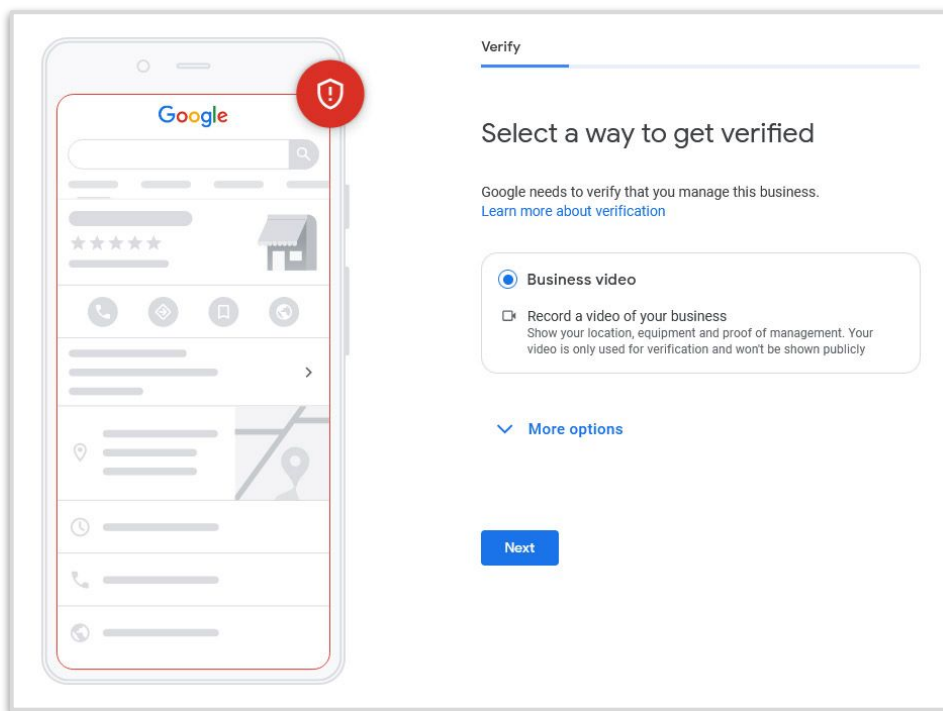 Google
Verify
Select a way to get verified
Google needs to verify that you manage this business.
Learn more about verification
Business video
Record a video of your business
Show your location, equipment and proof of management. Your
video is only used for verification and won't be shown publicly
More options
Next